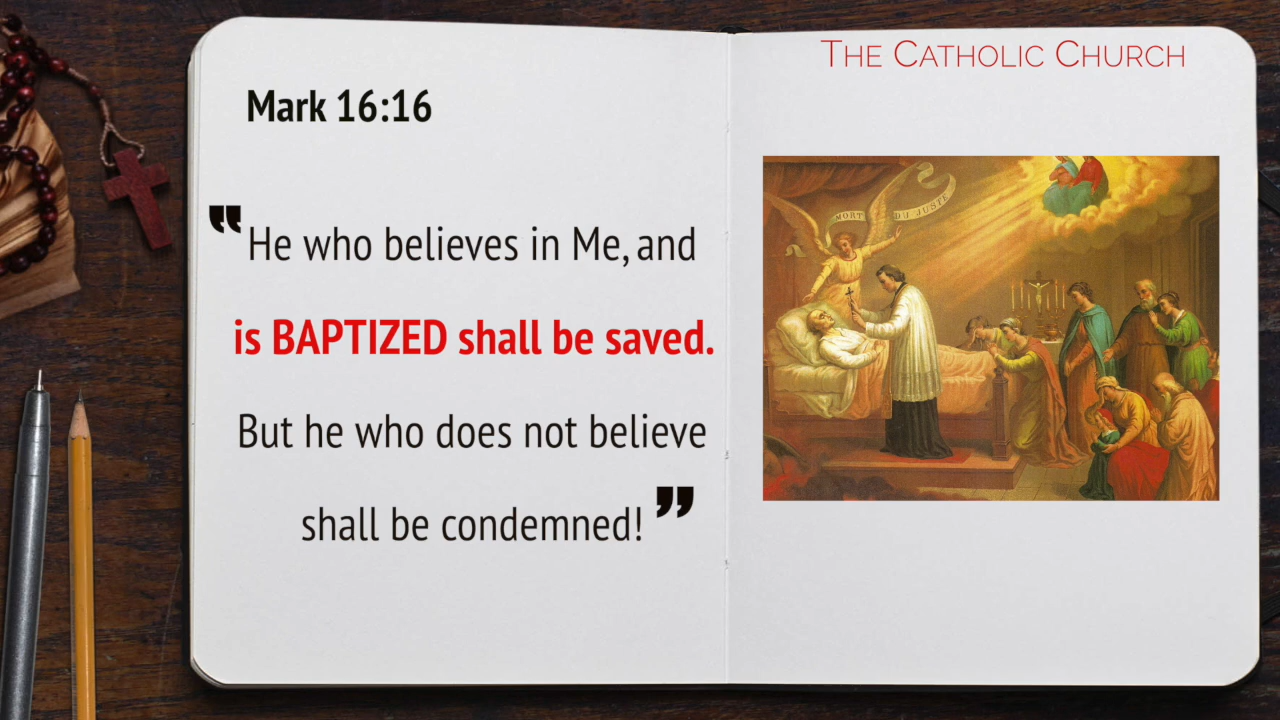 Mark 16:16
"He who believes in Me, and
is BAPTIZED shall be saved.
But he who does not believe
shall be condemned!"
THE CATHOLIC CHURCH
MORT DU JUSTE